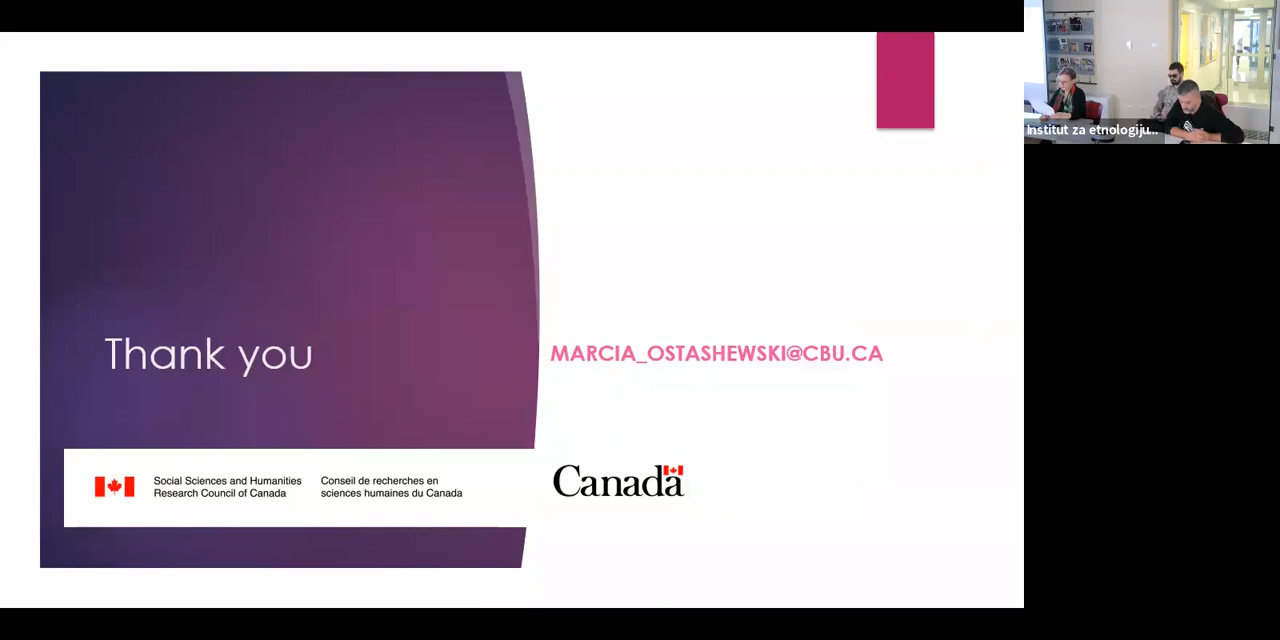 Thank you
MARCIA_OSTASHEWSKI@CBU.CA
Social Sciences and Humanities
Research Council of Canada
Conseil de recherches en
sciences humaines du Canada
Canada
Institut za etnologiju...